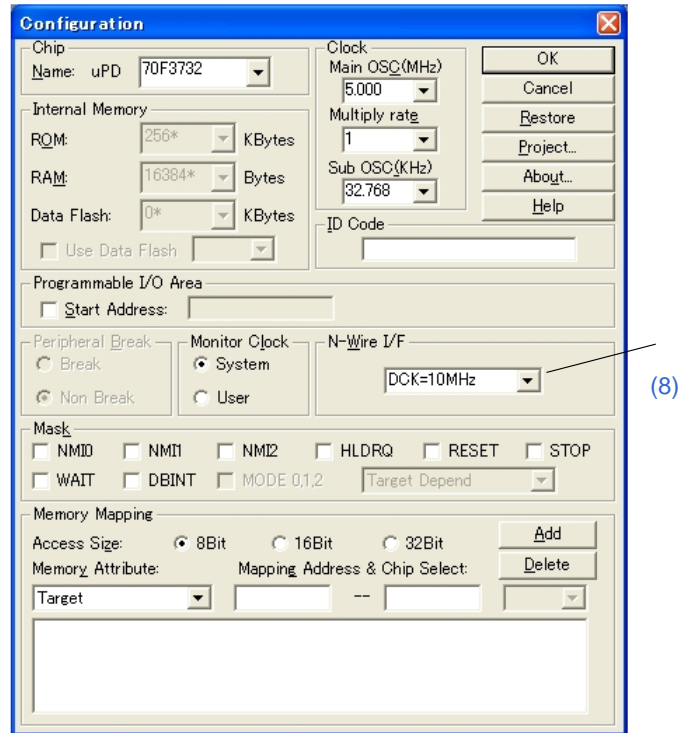 Configuration
Chip
Name: uPD 70F3732
Clock
Main OSC(MHz)
5.000
Multiply rate
1
Sub OSC(KHz)
32.768
OK
Cancel
Restore
Project...
About...
Help
Internal Memory
ROM: 256* KBytes
RAM: 16384* Bytes
Data Flash: 0* KBytes
Use Data Flash
ID Code
Programmable I/O Area
Start Address:
Peripheral Break
Break
Non Break
Monitor Clock
System
User
N-Wire I/F
DCK=10MHz
(8)
Mask
NMI0 NMI1 NMI2 HLDRQ RESET STOP
WAIT DBINT MODE 0,1,2 Target Depend
Memory Mapping
Access Size: 8Bit 16Bit 32Bit Add
Memory Attribute: Mapping Address & Chip Select: Delete
Target --